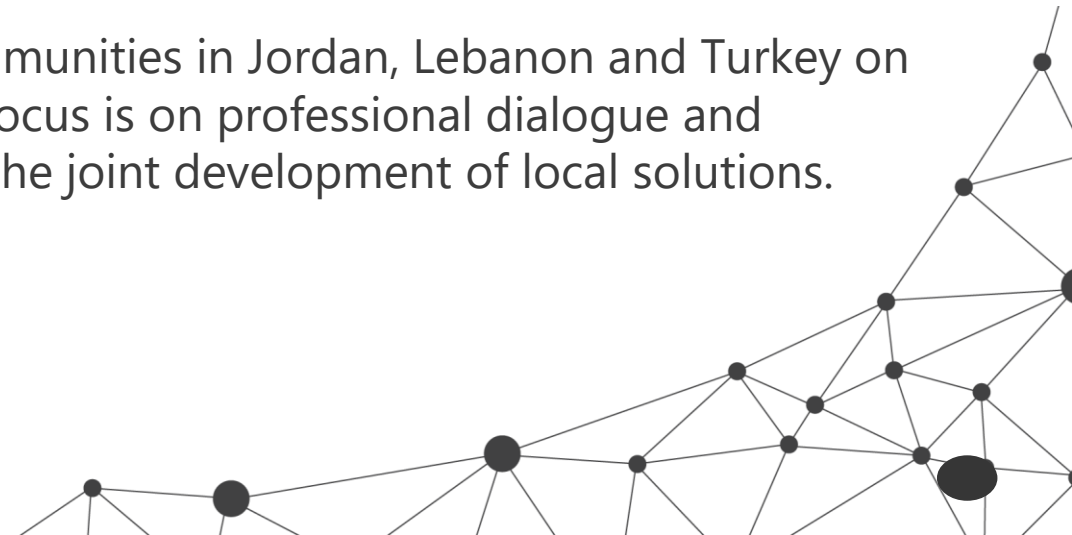 munities in Jordan, Lebanon and Turkey on
ocus is on professional dialogue and
he joint development of local solutions.